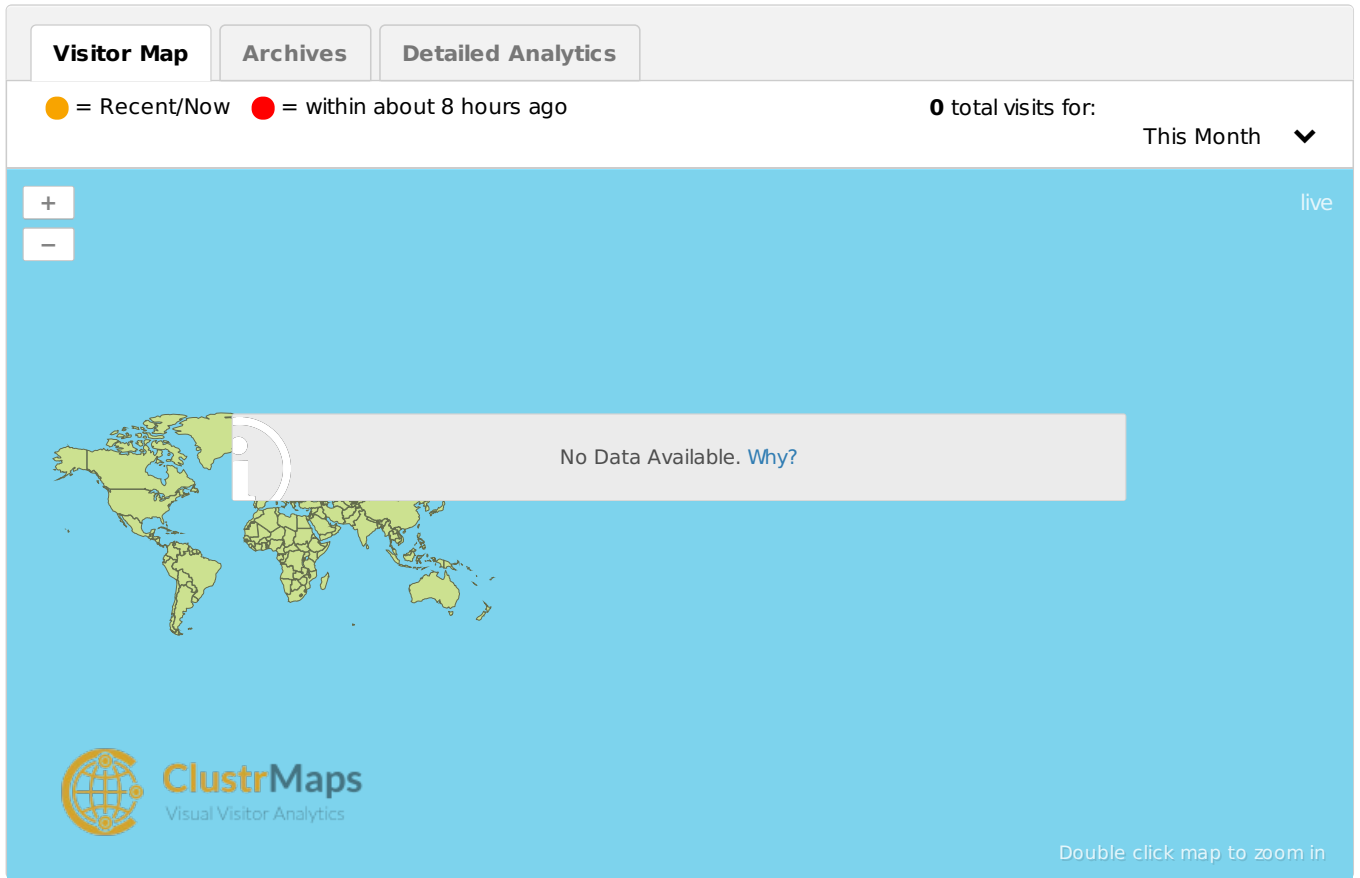 Visitor Map Archives Detailed Analytics
= Recent/Now = within about 8 hours ago
0 total visits for:
This Month
+
live
−
No Data Available. Why?
ClustrMaps
Visual Visitor Analytics
Double click map to zoom in